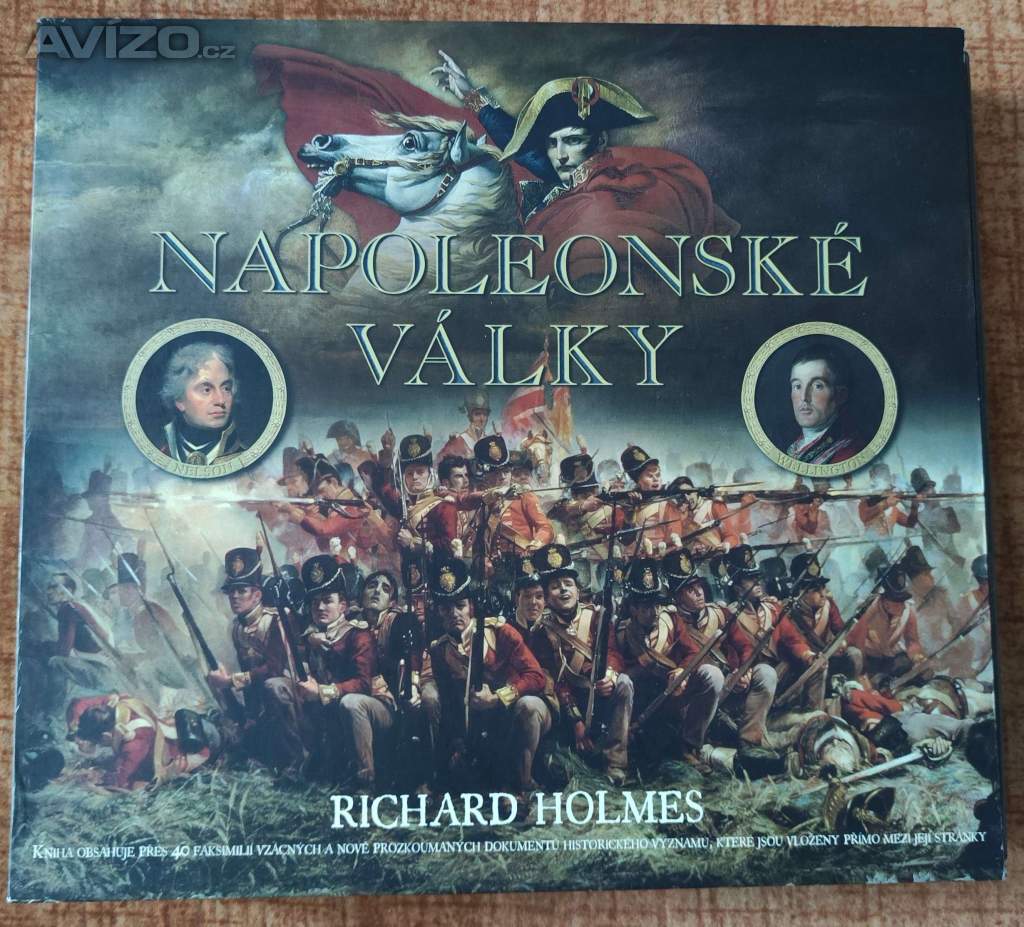 AVÍZO.cz
NAPOLEONSKÉ
VÁLKY
NELSON
WELLINGTON
RICHARD HOLMES
KNIHA OBSAHUJE PŘES 40 FAKSIMILIÍ VZÁCNÝCH A NOVĚ PROZKOUMANÝCH DOKUMENTŮ HISTORICKÉHO VÝZNAMU, KTERÉ JSOU VLOŽENY PŘÍMO MEZI JEJÍ STRÁNKY